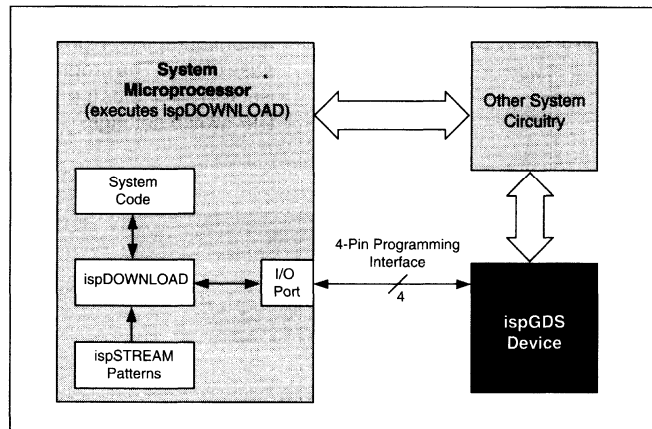 System
Microprocessor
(executes ispDOWNLOAD)
Other System
Circuitry
System
Code
ispDOWNLOAD
I/O
Port
4-Pin Programming
Interface
4
ispSTREAM
Patterns
ispGDS
Device